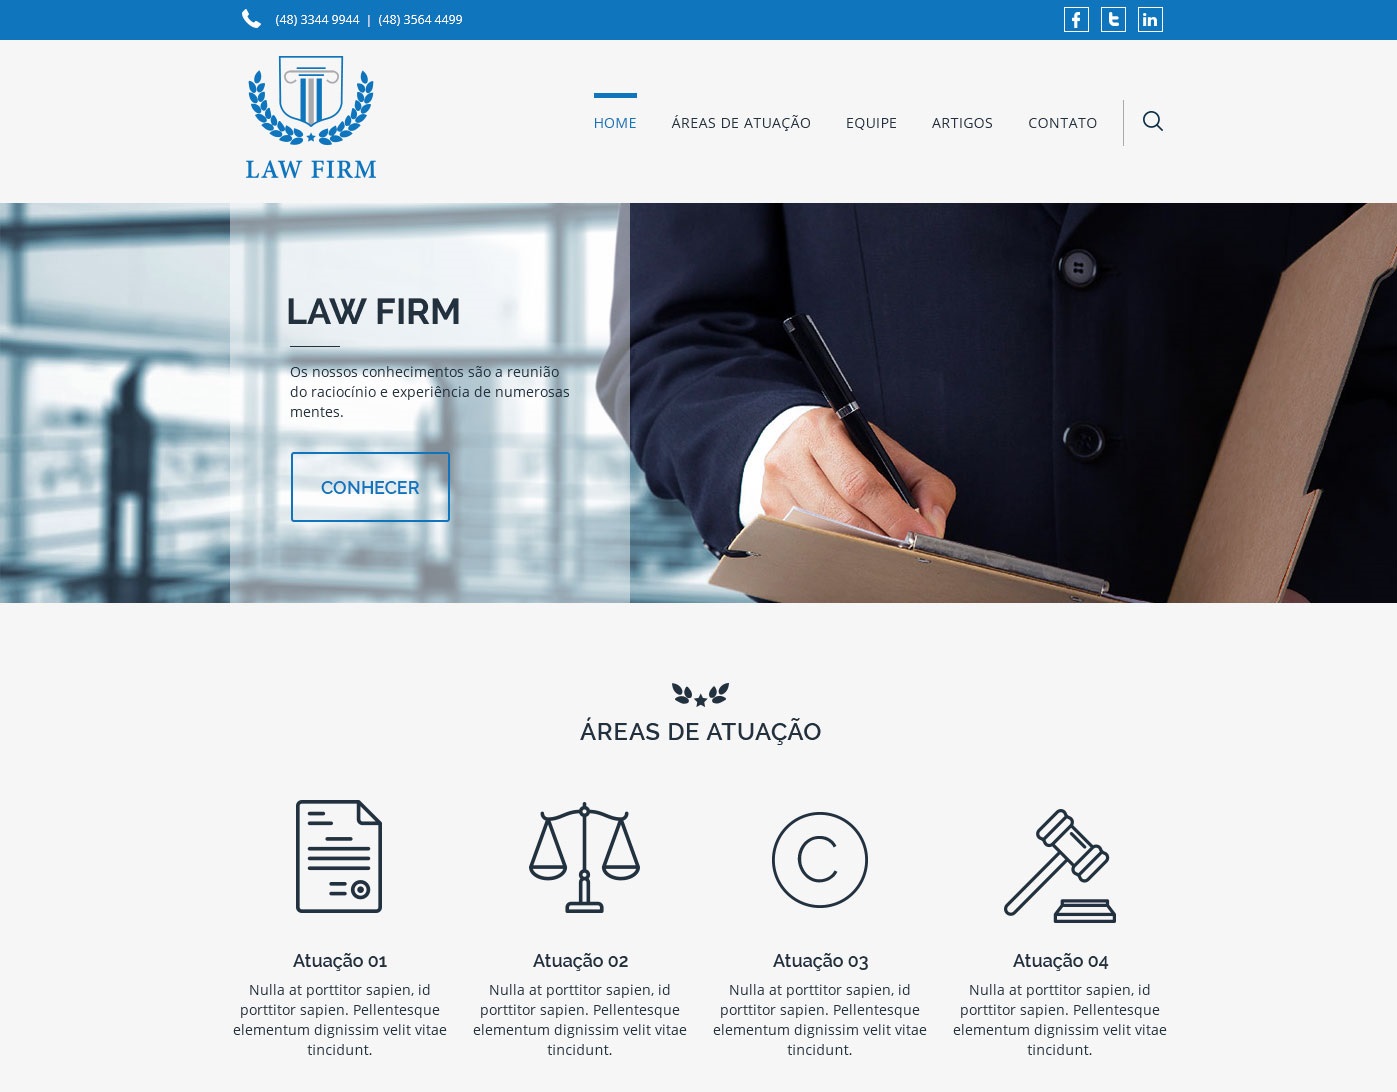 (48) 3344 9944 | (48) 3564 4499
LAW FIRM
HOME ÁREAS DE ATUAÇÃO EQUIPE ARTIGOS CONTATO
LAW FIRM
Os nossos conhecimentos são a reunião
do raciocínio e experiência de numerosas
mentes.
CONHECER
ÁREAS DE ATUAÇÃO
Atuação 01
Nulla at porttitor sapien, id
porttitor sapien. Pellentesque
elementum dignissim velit vitae
tincidunt.
Atuação 02
Nulla at porttitor sapien, id
porttitor sapien. Pellentesque
elementum dignissim velit vitae
tincidunt.
Atuação 03
Nulla at porttitor sapien, id
porttitor sapien. Pellentesque
elementum dignissim velit vitae
tincidunt.
Atuação 04
Nulla at porttitor sapien, id
porttitor sapien. Pellentesque
elementum dignissim velit vitae
tincidunt.